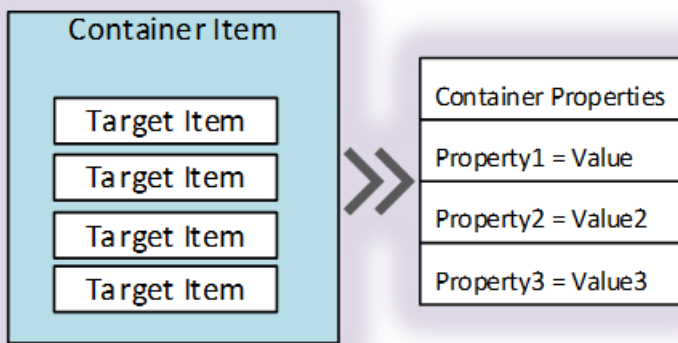 Container Item
Target Item
Target Item
Target Item
Target Item
Container Properties
Property1 = Value
Property2 = Value2
Property3 = Value3